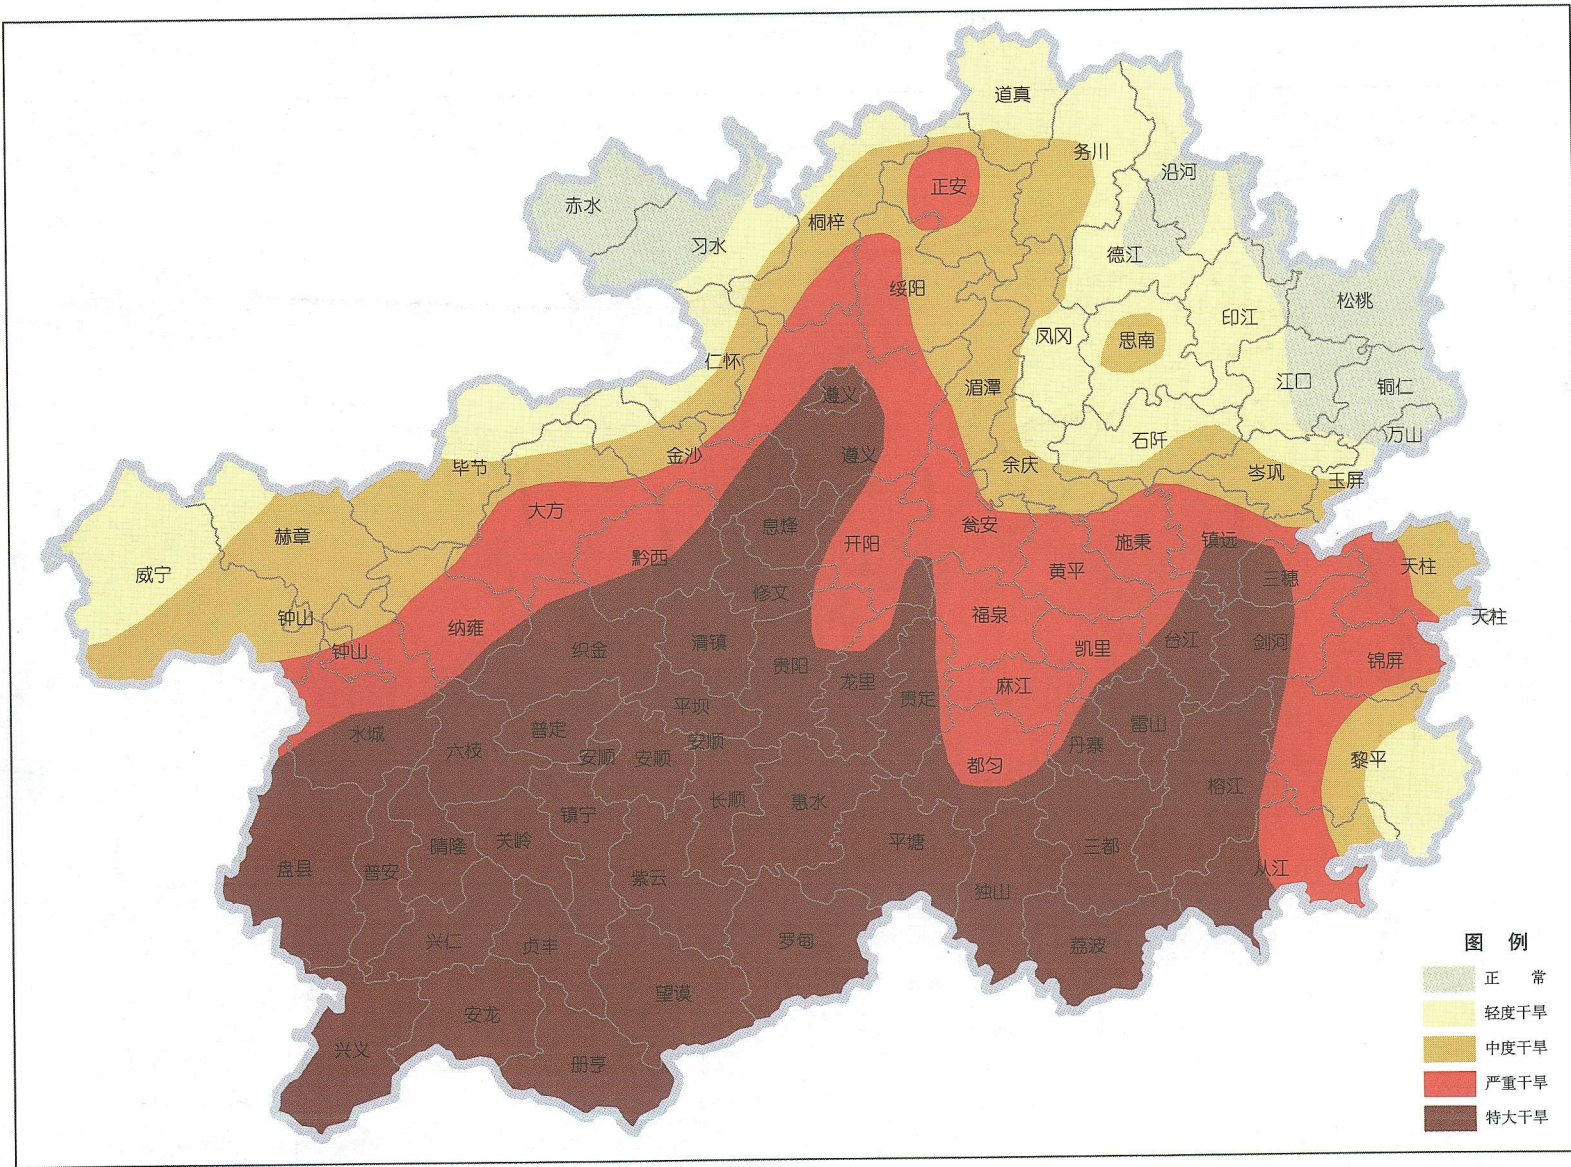 道真
务川
沿河
正安
赤水
桐梓
习水
德江
绥阳
松桃
印江
凤冈
思南
仁怀
江口
湄潭
铜仁
遵义
万山
石阡
金沙
遵义
毕节
余庆
岑巩
玉屏
大方
息烽
瓮安
赫章
开阳
施秉
镇远
黔西
黄平
天柱
威宁
三穗
修文
福泉
天柱
钟山
纳雍
清镇
台江
剑河
钟山
织金
凯里
贵阳
锦屏
龙里
麻江
贵定
平坝
水城
普定
雷山
六枝
安顺
丹寨
安顺
安顺
都匀
黎平
榕江
长顺
惠水
镇宁
晴隆
关岭
平塘
三都
盘县
普安
从江
紫云
独山
兴仁
贞丰
罗甸
荔波
望谟
安龙
兴义
册亨
图 例
正 常
轻度干旱
中度干旱
严重干旱
特大干旱